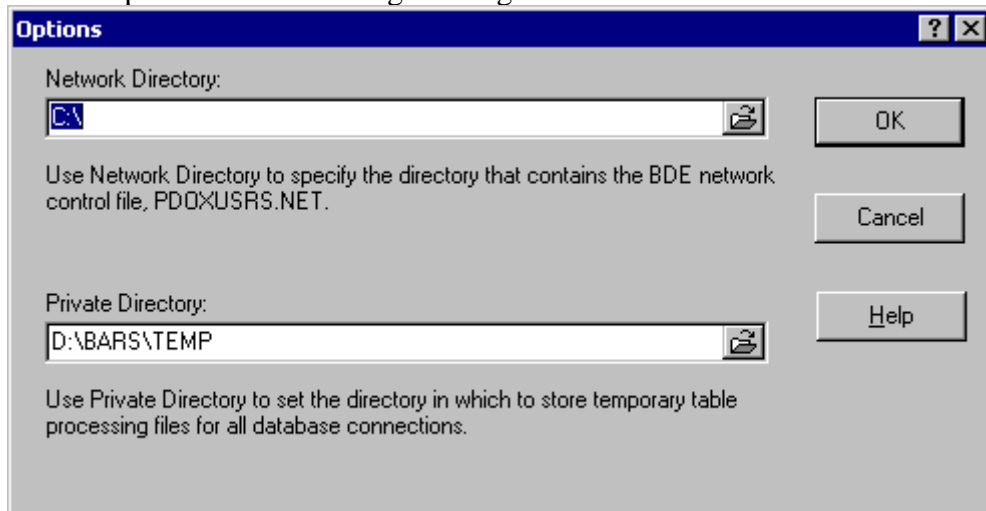 Options
Network Directory:
C:\
OK
Use Network Directory to specify the directory that contains the BDE network
control file, PDOXUSRS.NET.
Cancel
Private Directory:
Help
D:\BARS\TEMP
Use Private Directory to set the directory in which to store temporary table
processing files for all database connections.